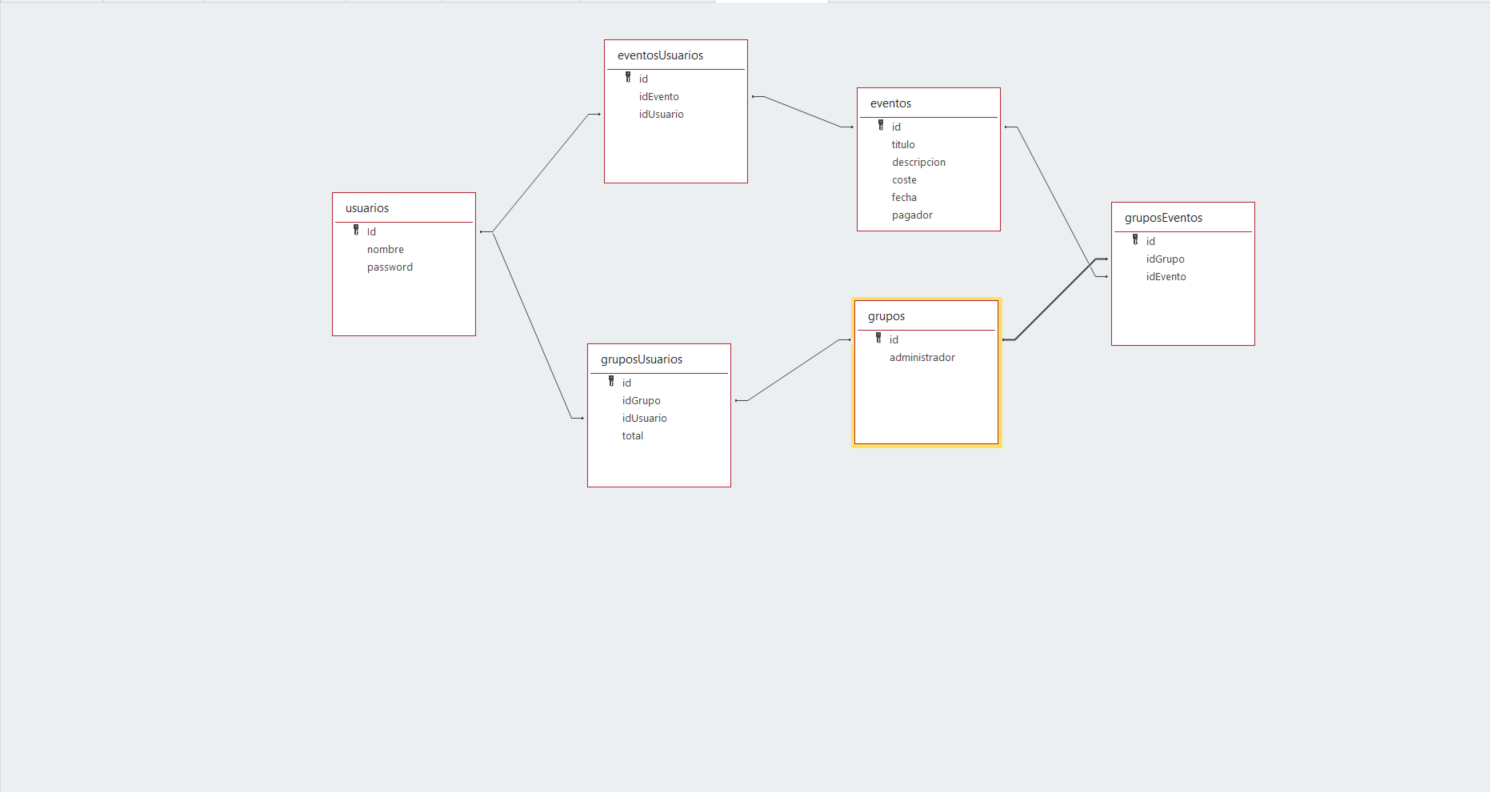 eventosUsuarios
id
idEvento
idUsuario
eventos
id
titulo
descripcion
coste
fecha
pagador
usuarios
Id
nombre
password
gruposEventos
id
idGrupo
idEvento
grupos
id
administrador
gruposUsuarios
id
idGrupo
idUsuario
total